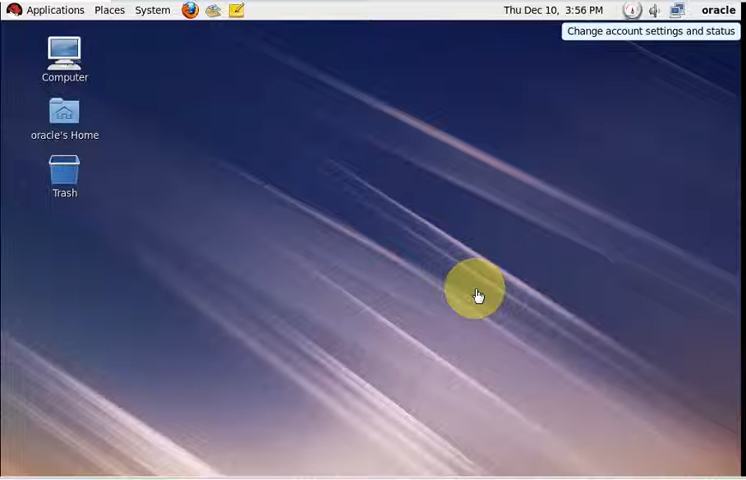 Applications Places System Thu Dec 10, 3:56 PM oracle
Change account settings and status
Computer
oracle's Home
Trash